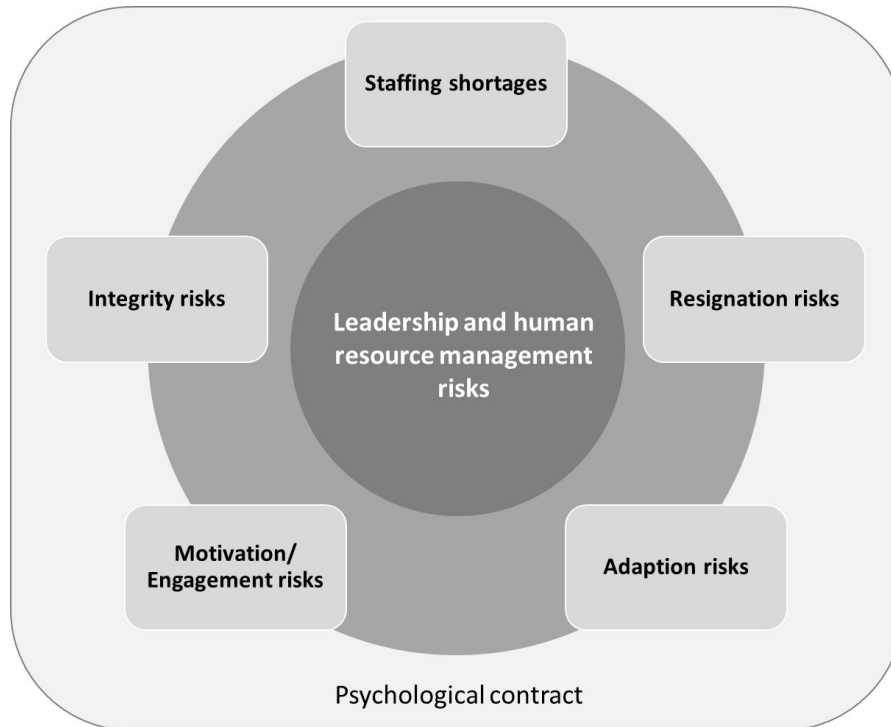 Staffing shortages
Integrity risks
Resignation risks
Leadership and human
resource management
risks
Motivation/
Engagement risks
Adaption risks
Psychological contract